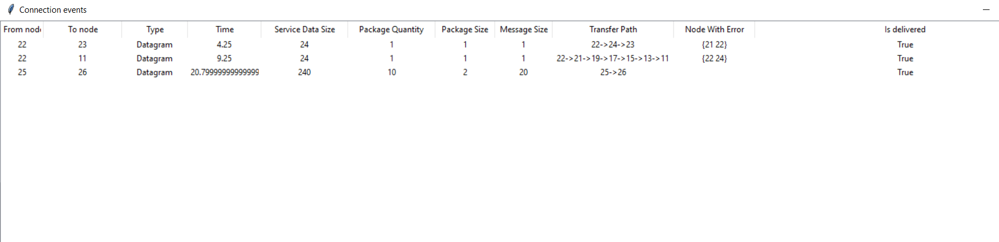 Connection events
From nod To node Type Time Service Data Size Package Quantity Package Size Message Size Transfer Path Node With Error Is delivered
22 23 Datagram 4.25 24 1 1 1 22->24->23 {21 22} True
22 11 Datagram 9.25 24 1 1 1 22->21->19->17->15->13->11 {22 24} True
25 26 Datagram 20.79999999999999 240 10 2 20 25->26 True